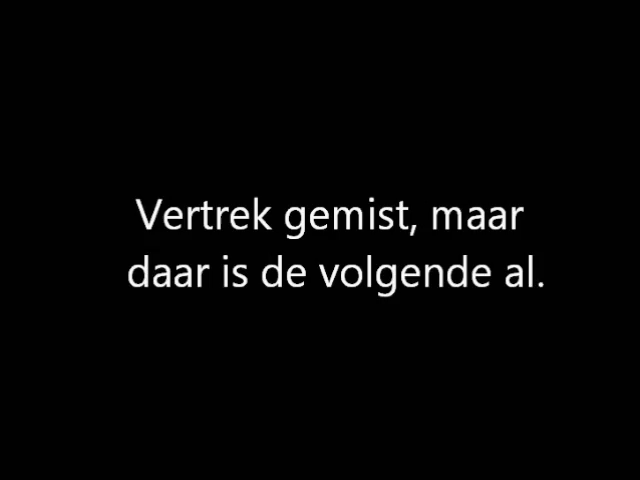 Vertrek gemist, maar
daar is de volgende al.